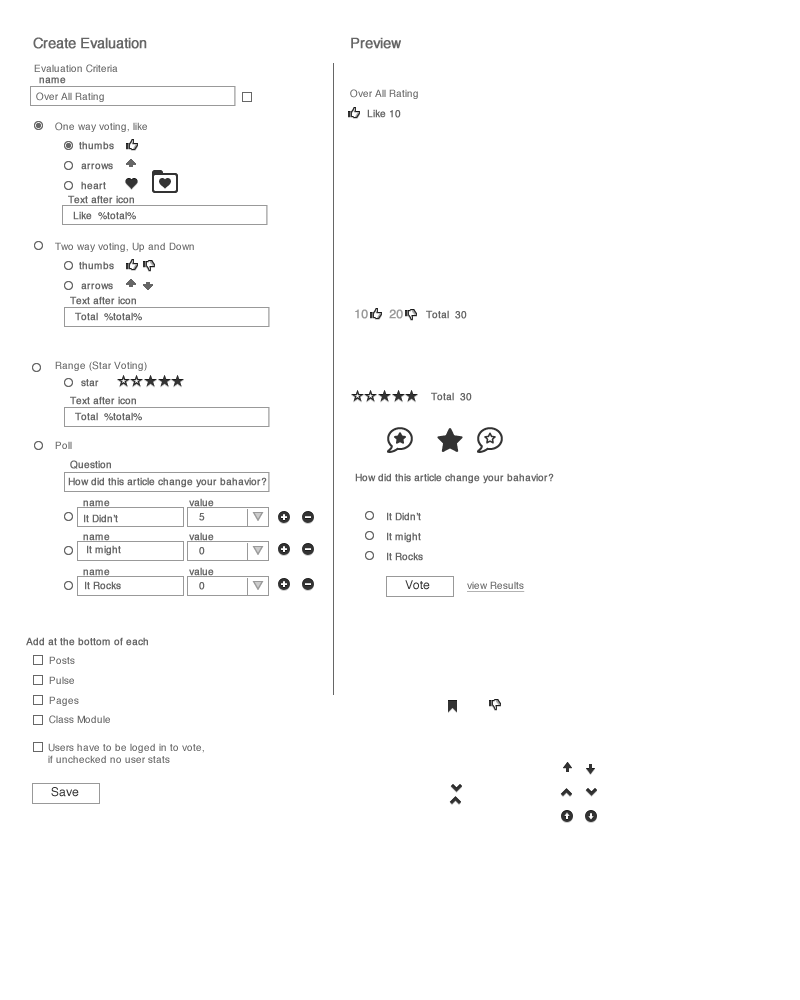 Create Evaluation
Evaluation Criteria
name
Over All Rating
One way voting, like
thumbs
arrows
heart
Text after icon
Like %total%
Two way voting, Up and Down
thumbs
arrows
Text after icon
Total %total%
Range (Star Voting)
star
Text after icon
Total %total%
Poll
Question
How did this article change your bahavior?
name value
It Didn't 5
name value
It might 0
name value
It Rocks 0
Add at the bottom of each
Posts
Pulse
Pages
Class Module
Users have to be loged in to vote,
if unchecked no user stats
Save
Preview
Over All Rating
Like 10
10 20 Total 30
Total 30
How did this article change your bahavior?
It Didn't
It might
It Rocks
Vote view Results